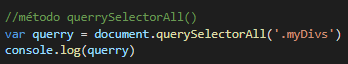 //método querrySelectorAll()
var querry = document.querySelectorAll('.myDivs')
console.log(querry)